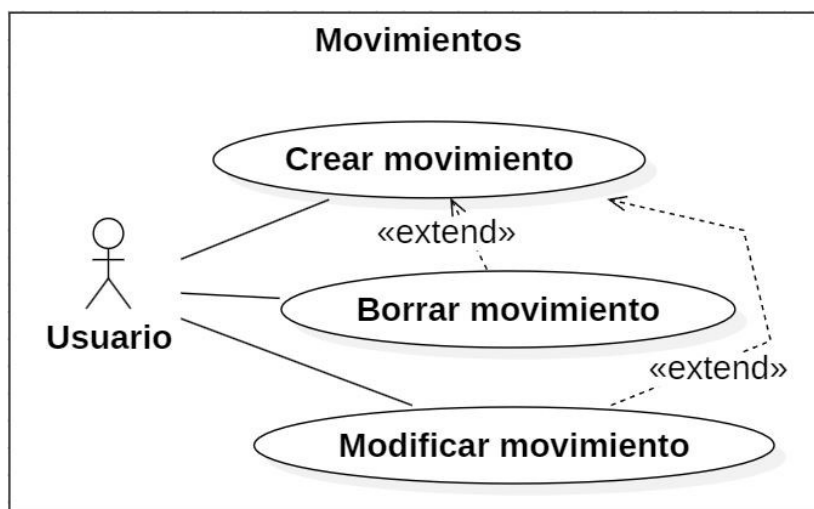 Movimientos
Crear movimiento
«extend»
Borrar movimiento
Usuario
«extend»
Modificar movimiento